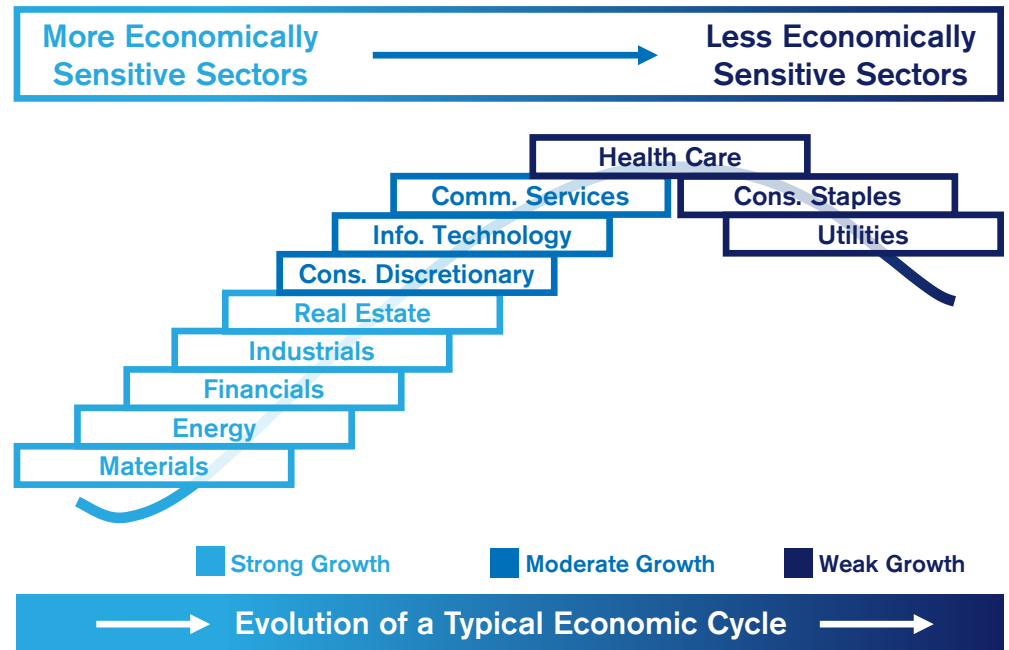 More Economically
Sensitive Sectors
Less Economically
Sensitive Sectors
Health Care
Comm. Services
Cons. Staples
Info. Technology
Utilities
Cons. Discretionary
Real Estate
Industrials
Financials
Energy
Materials
Strong Growth
Moderate Growth
Weak Growth
Evolution of a Typical Economic Cycle